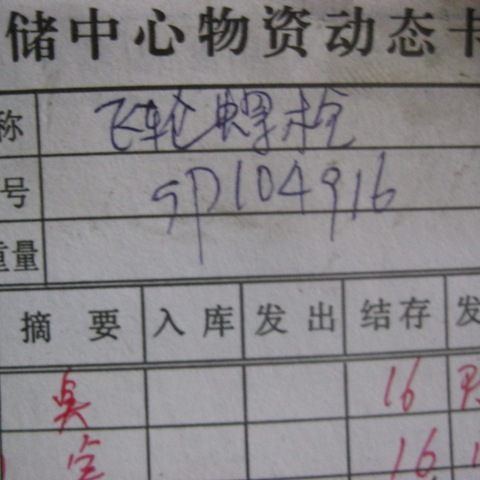 储中心物资动态卡
称 飞轮螺栓
号 SP104916
重量
摘要 入库 发出 结存 发
吴 16
16